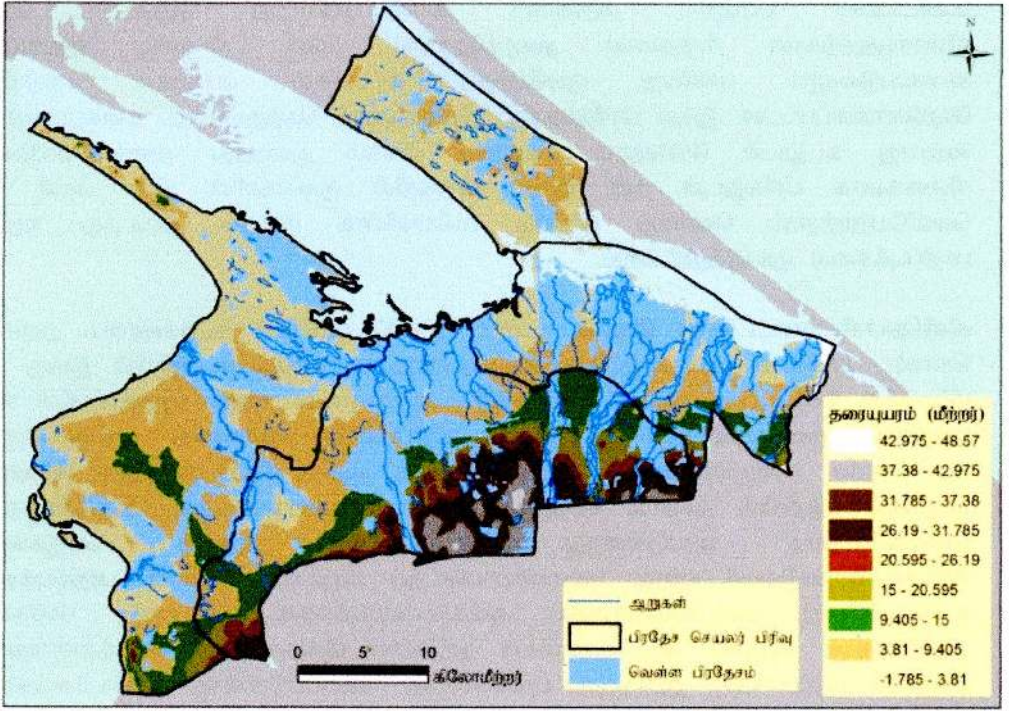 N
தரையுயரம் (மீற்றர்)
42.975 - 48.57
37.38 - 42.975
31.785 - 37.38
26.19 - 31.785
20.595 - 26.19
15 - 20.595
9.405 - 15
3.81 - 9.405
-1.785 - 3.81
ஆறுகள்
பிரதேச செயலர் பிரிவு
வெள்ள பிரதேசம்
0 5 10
கிலோமீற்றர்